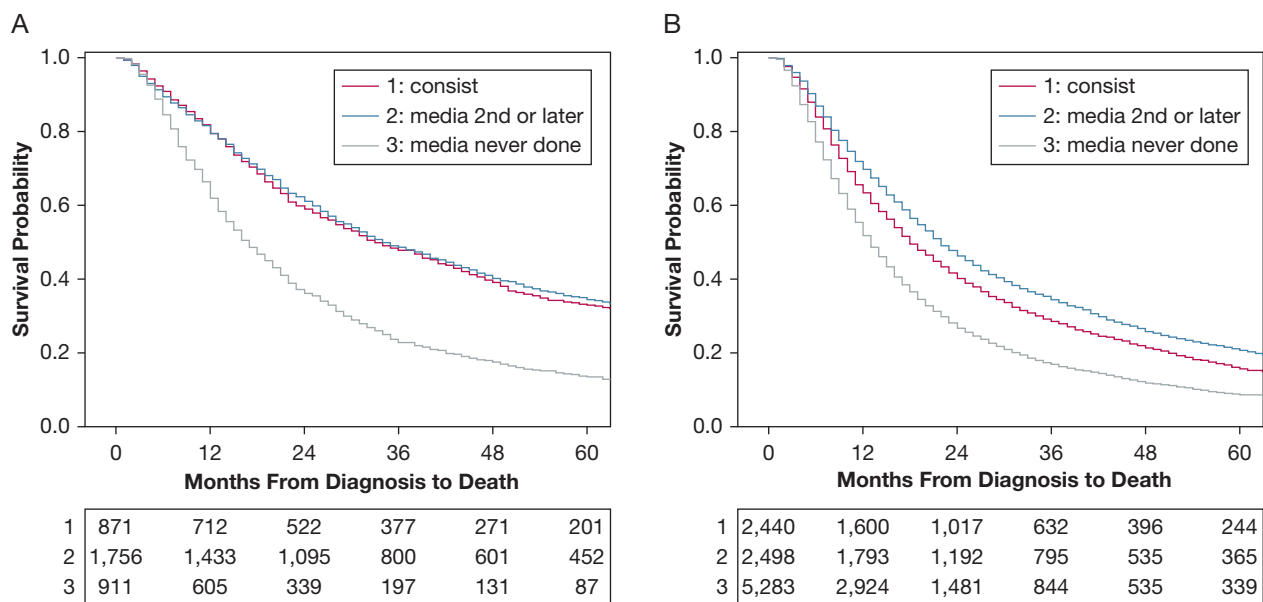 A
1.0
0.8
0.6
0.4
0.2
0.0
Survival Probability
1: consist
2: media 2nd or later
3: media never done
0 12 24 36 48 60
Months From Diagnosis to Death
1 871 712 522 377 271 201
2 1,756 1,433 1,095 800 601 452
3 911 605 339 197 131 87
B
1.0
0.8
0.6
0.4
0.2
0.0
Survival Probability
1: consist
2: media 2nd or later
3: media never done
0 12 24 36 48 60
Months From Diagnosis to Death
1 2,440 1,600 1,017 632 396 244
2 2,498 1,793 1,192 795 535 365
3 5,283 2,924 1,481 844 535 339